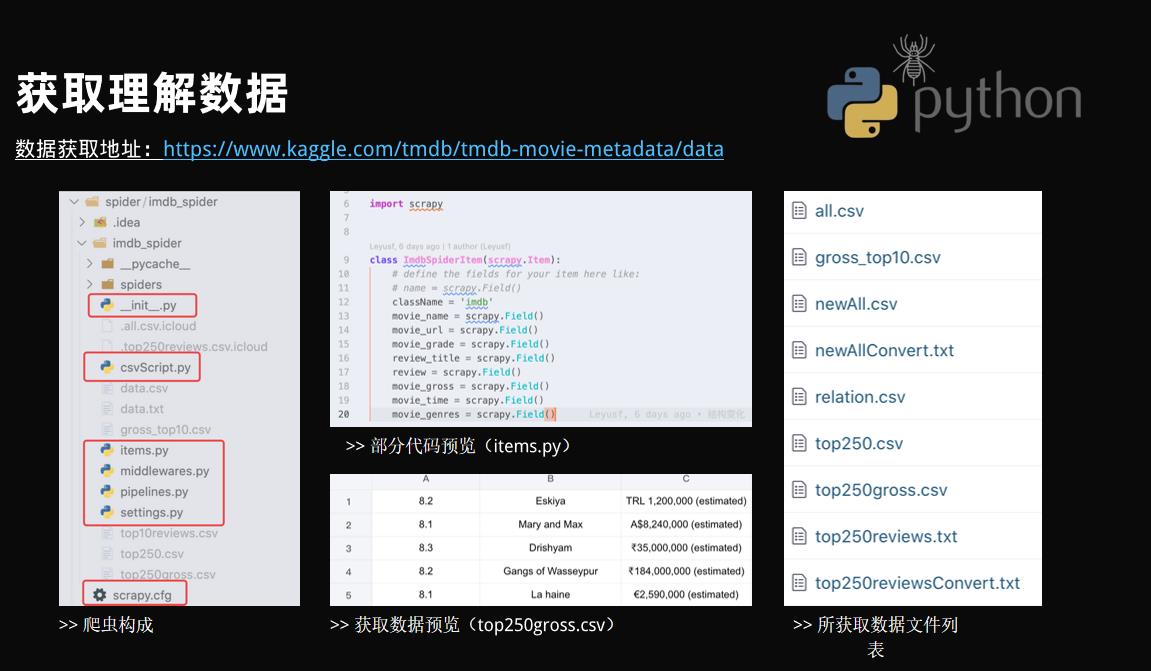 获取理解数据
python
数据获取地址：https://www.kaggle.com/tmdb/tmdb-movie-metadata/data
spider/imdb_spider
.idea
imdb_spider
__pycache__
spiders
__init__.py
.all.csv.icloud
.top250reviews.csv.icloud
csvScript.py
data.csv
data.txt
gross_top10.csv
items.py
middlewares.py
pipelines.py
settings.py
top10reviews.csv
top250.csv
top250gross.csv
scrapy.cfg
>> 爬虫构成
6 import scrapy
7
8
Leyusf, 6 days ago | 1 author (Leyusf)
9 class ImdbSpiderItem(scrapy.Item):
10 # define the fields for your item here like:
11 # name = scrapy.Field()
12 className = 'imdb'
13 movie_name = scrapy.Field()
14 movie_url = scrapy.Field()
15 movie_grade = scrapy.Field()
16 review_title = scrapy.Field()
17 review = scrapy.Field()
18 movie_gross = scrapy.Field()
19 movie_time = scrapy.Field()
20 movie_genres = scrapy.Field() Leyusf, 6 days ago • 结构变化
>> 部分代码预览（items.py）
A B C
1 8.2 Eskiya TRL 1,200,000 (estimated)
2 8.1 Mary and Max A$8,240,000 (estimated)
3 8.3 Drishyam ₹35,000,000 (estimated)
4 8.2 Gangs of Wasseypur ₹184,000,000 (estimated)
5 8.1 La haine €2,590,000 (estimated)
>> 获取数据预览（top250gross.csv）
all.csv
gross_top10.csv
newAll.csv
newAllConvert.txt
relation.csv
top250.csv
top250gross.csv
top250reviews.txt
top250reviewsConvert.txt
>> 所获取数据文件列
表